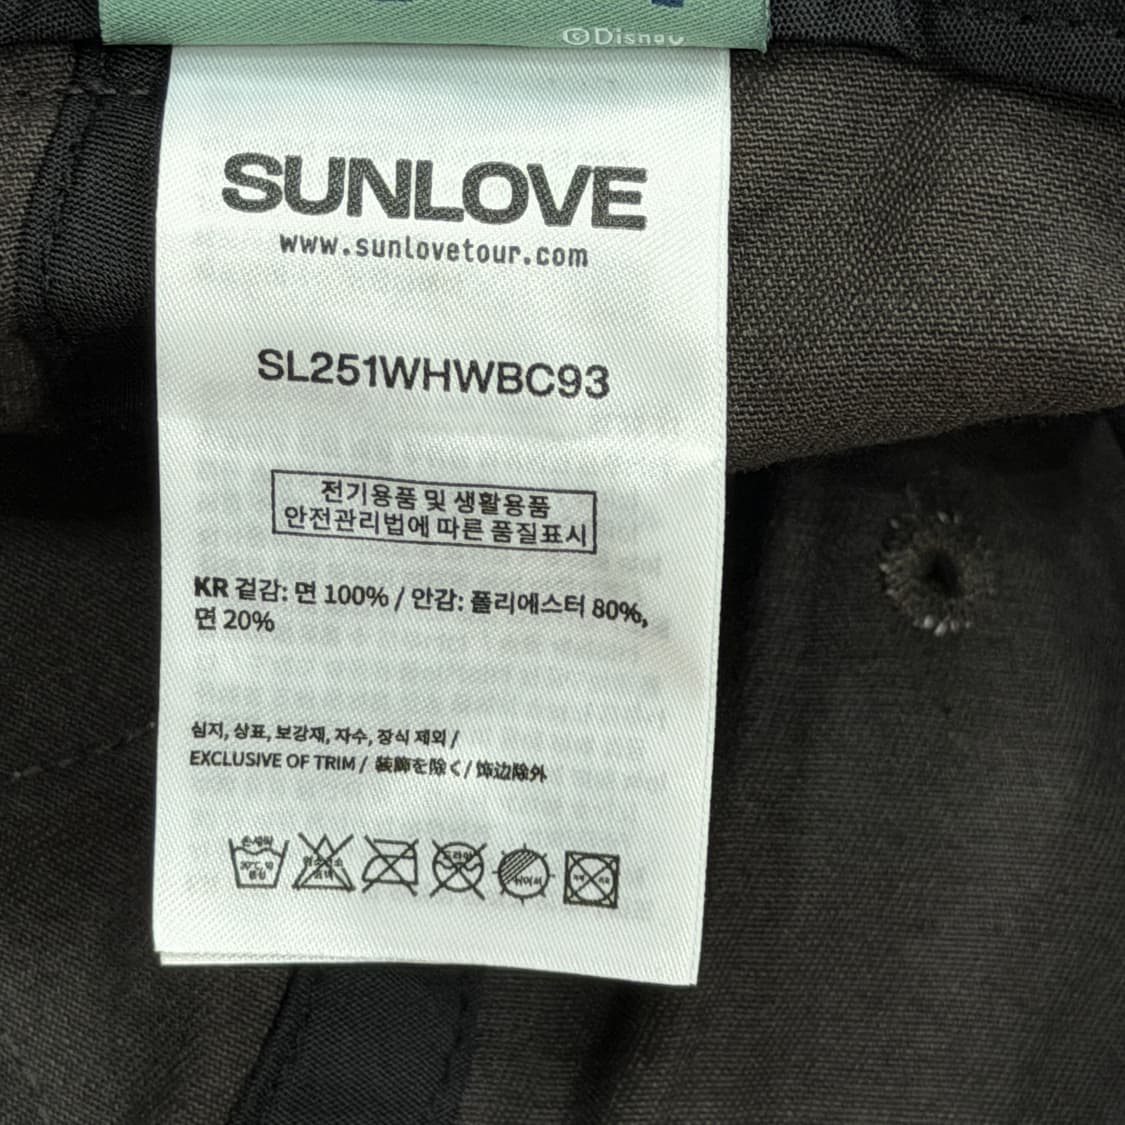 ©Disney
SUNLOVE
www.sunlovetour.com
SL251WHWBC93
전기용품 및 생활용품
안전관리법에 따른 품질표시
KR 겉감: 면 100% / 안감: 폴리에스터 80%,
면 20%
심지, 상표, 보강재, 자수, 장식 제외 /
EXCLUSIVE OF TRIM / 装飾を除く/ 饰边除外
손세탁